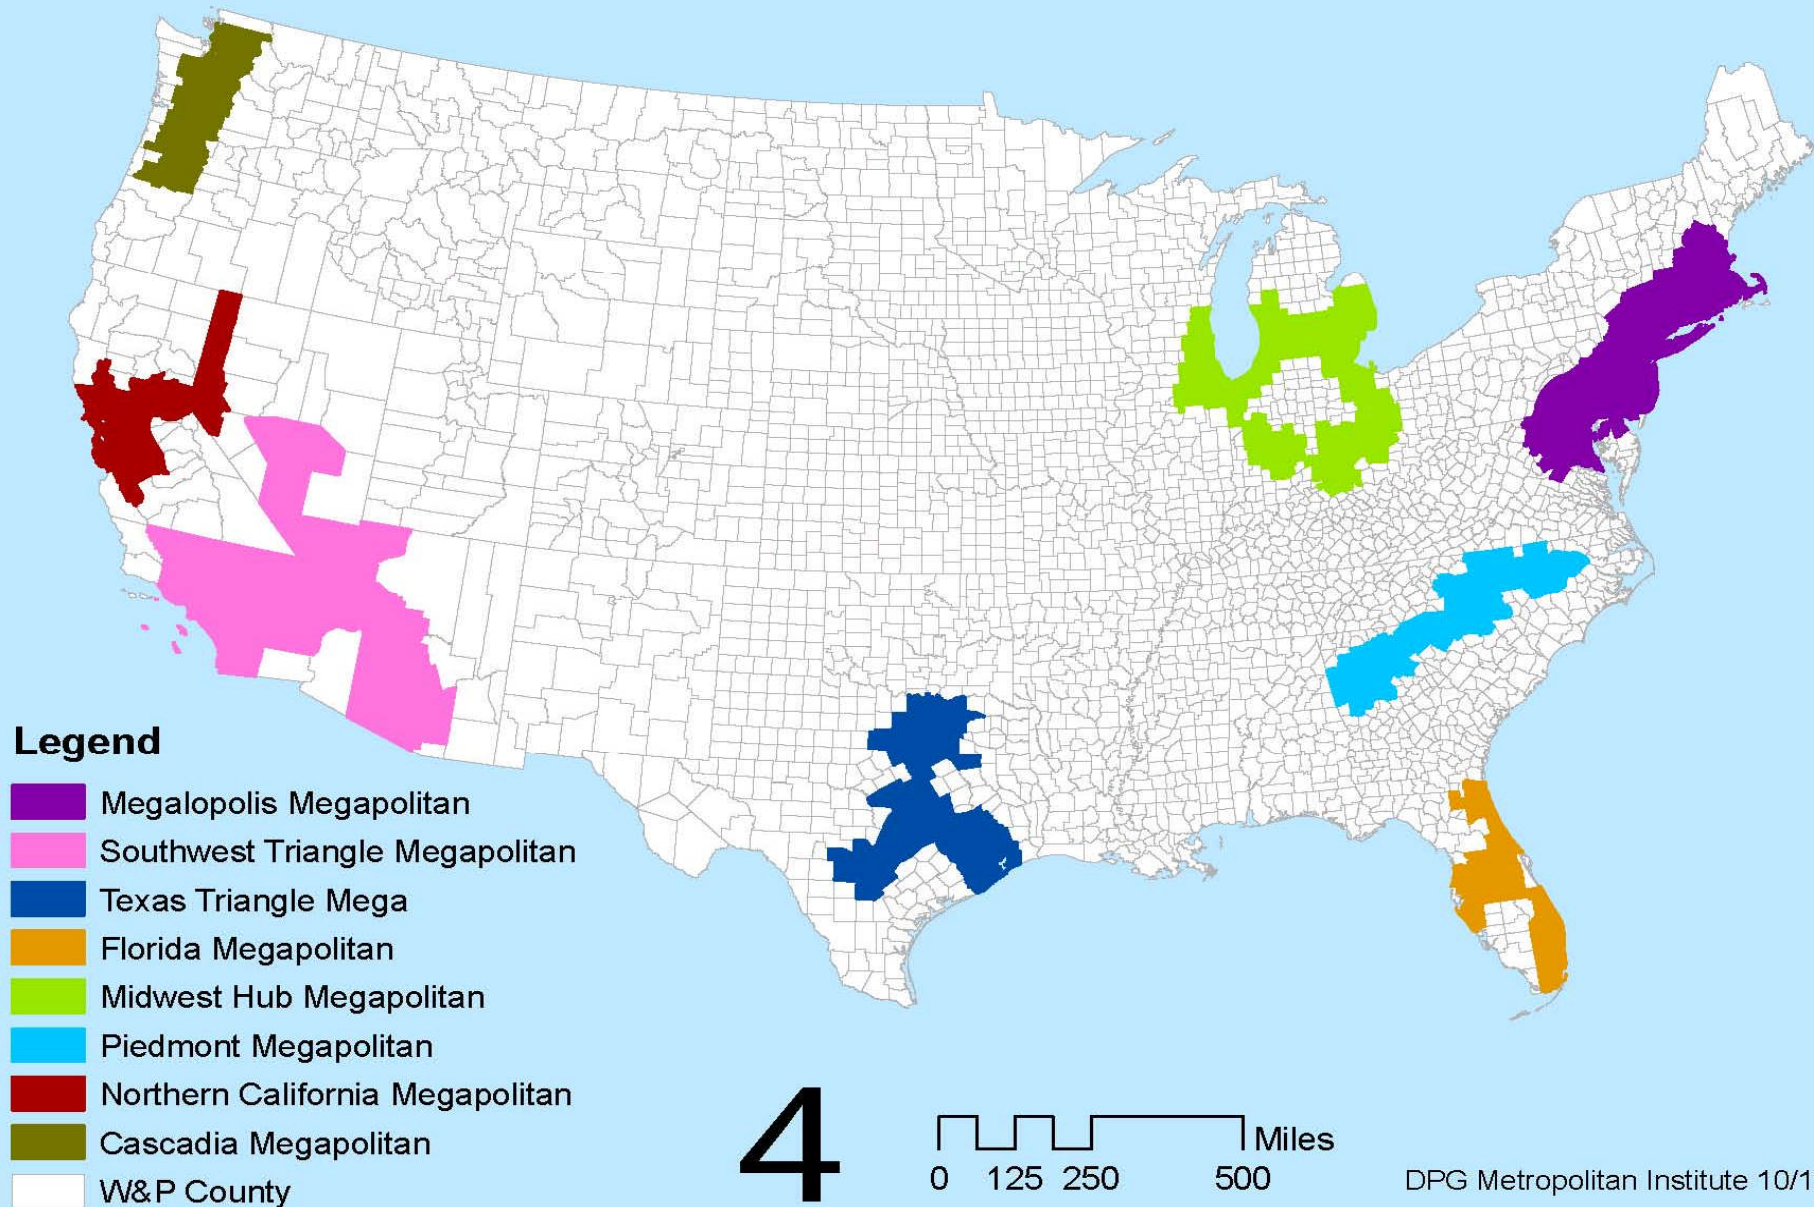 Legend
Megalopolis Megapolitan
Southwest Triangle Megapolitan
Texas Triangle Mega
Florida Megapolitan
Midwest Hub Megapolitan
Piedmont Megapolitan
Northern California Megapolitan
Cascadia Megapolitan
W&P County
4
Miles
0 125 250 500
DPG Metropolitan Institute 10/1